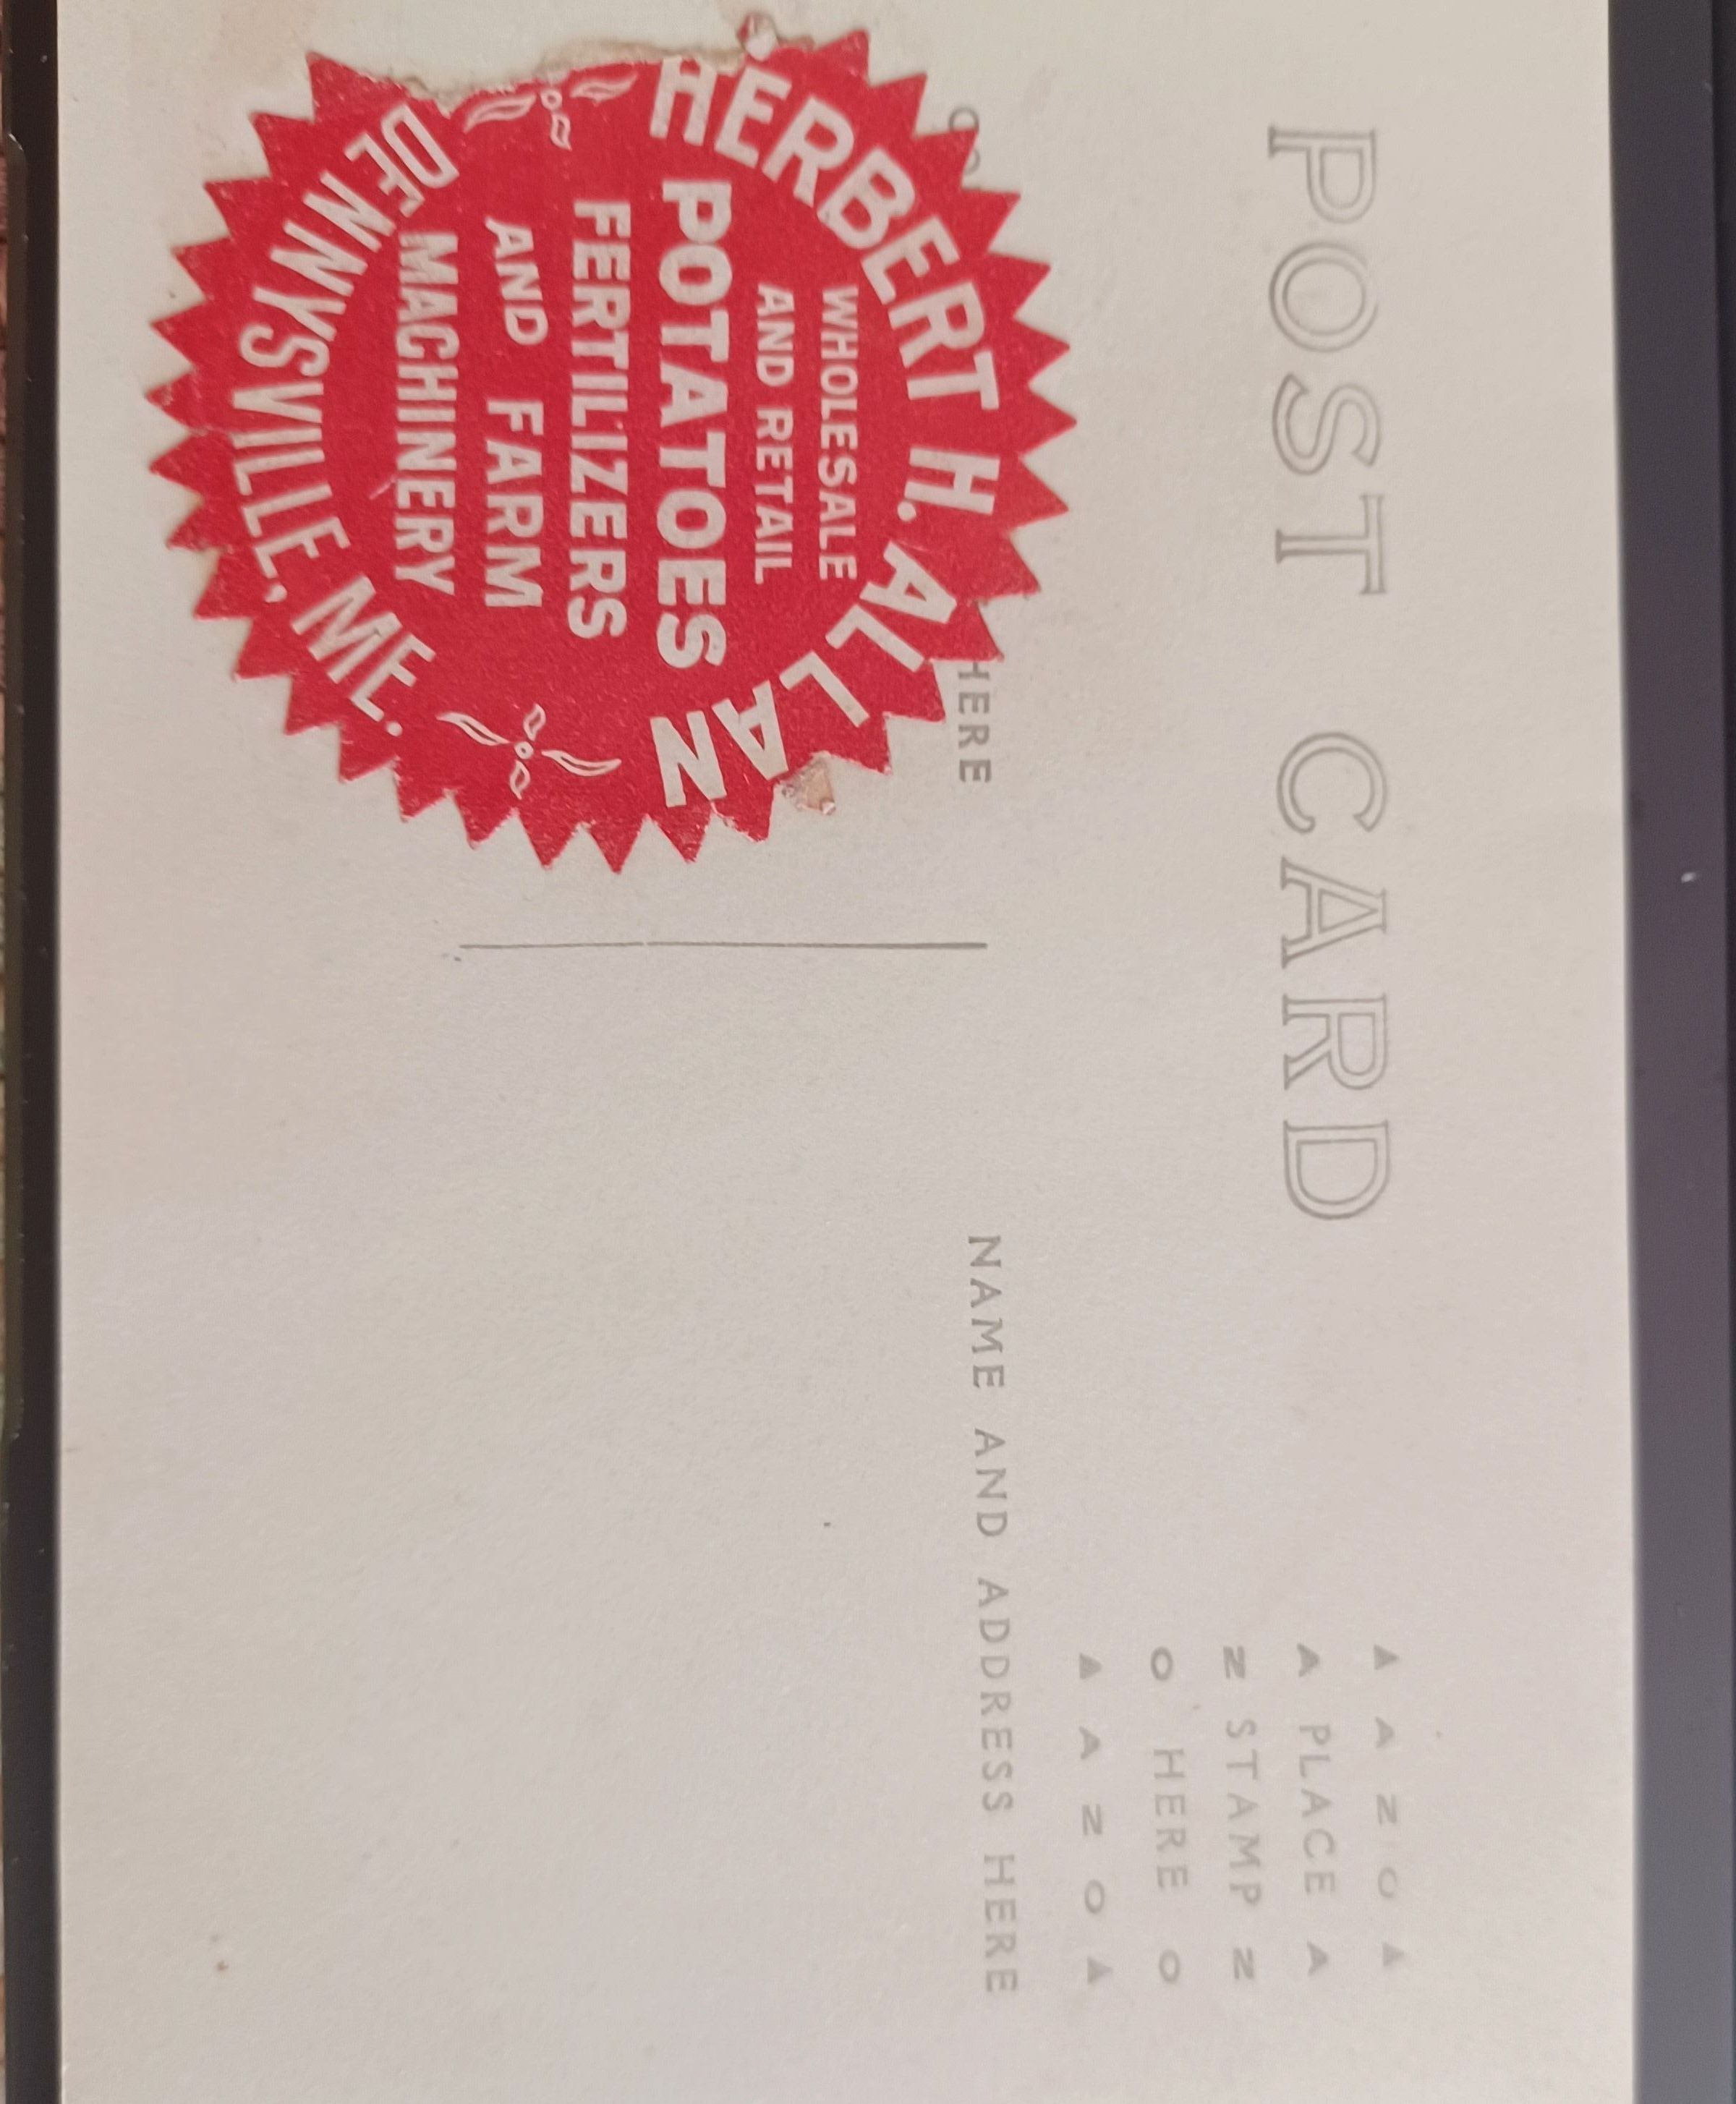 POST CARD
▲ A Z O ▲
A PLACE A
Z STAMP Z
O HERE O
▲ A Z O ▲
HERE
NAME AND ADDRESS HERE
HERBERT H. ALLAN
WHOLESALE
AND RETAIL
POTATOES
FERTILIZERS
AND FARM
MACHINERY
DENNYSVILLE, ME.